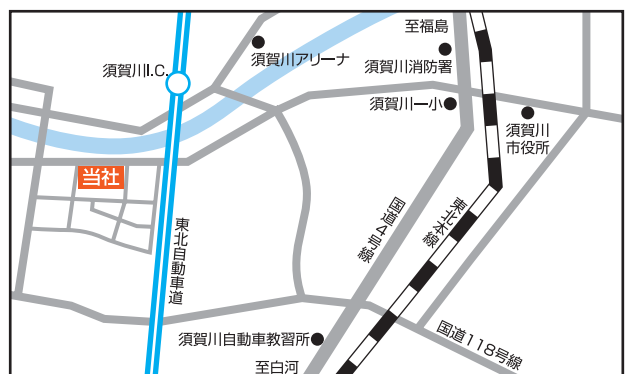 至福島
須賀川アリーナ
須賀川消防署
須賀川I.C.
須賀川一小
須賀川
市役所
当社
国道4号線
東北本線
東北自動車道
須賀川自動車教習所
国道118号線
至白河